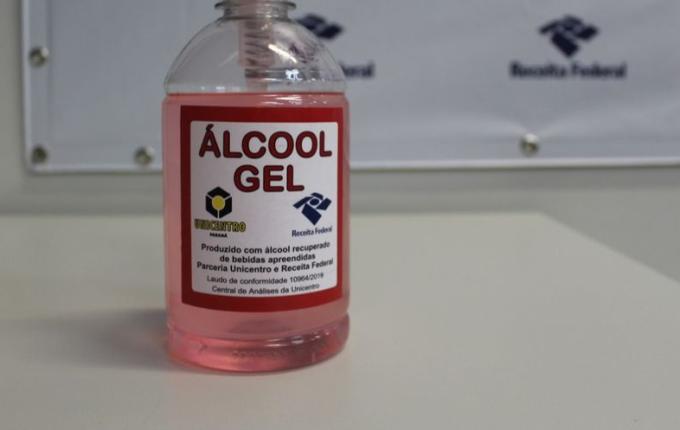 Receita Federal
ÁLCOOL
GEL
UNICENTRO
PARANÁ
Receita Federal
Produzido com álcool recuperado
de bebidas apreendidas
Parceria Unicentro e Receita Federal
Laudo de conformidade 10964/2019
Central de Análises da Unicentro